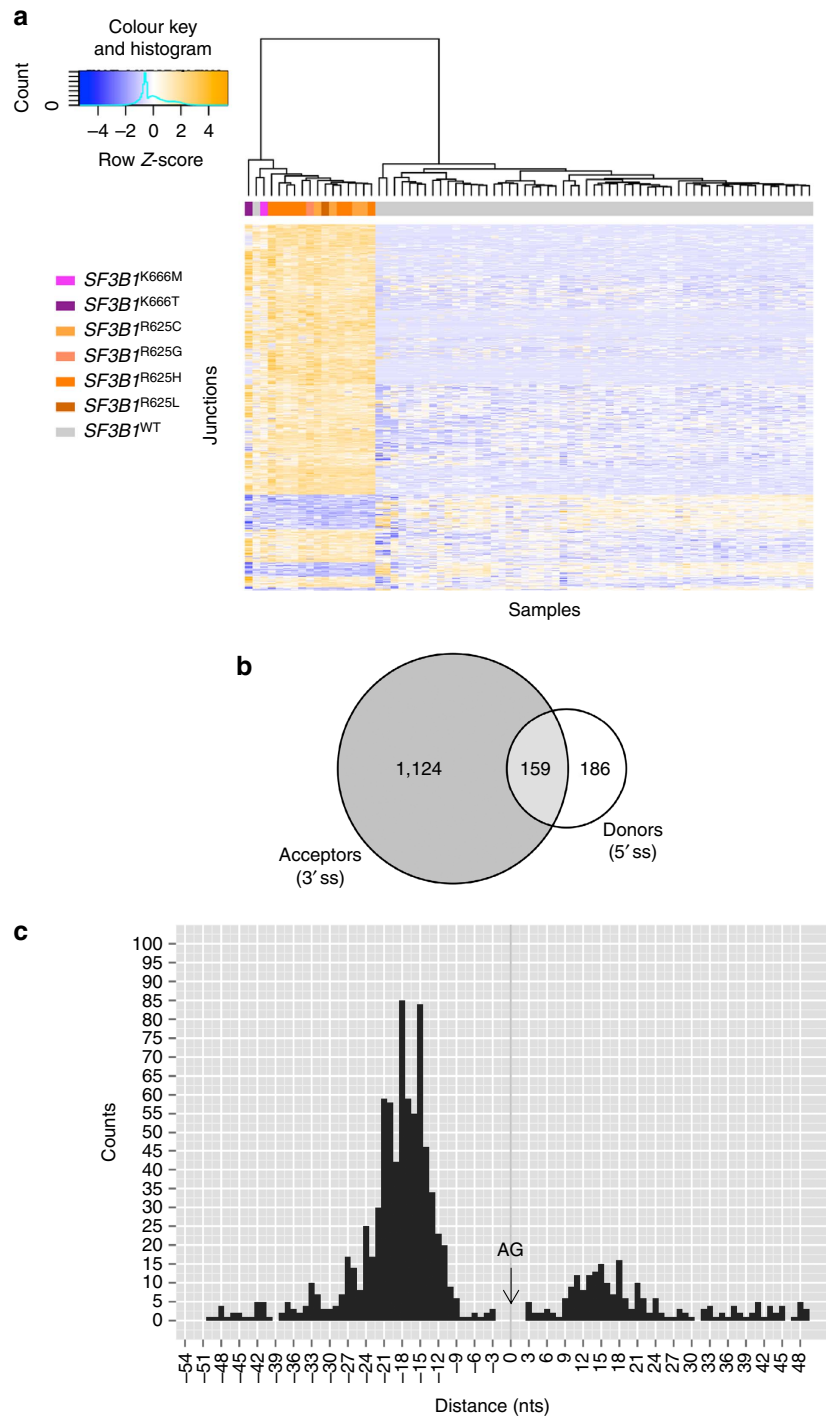 a
Colour key
and histogram
Count
0
−4 −2 0 2 4
Row Z-score
SF3B1K666M
SF3B1K666T
SF3B1R625C
SF3B1R625G
SF3B1R625H
SF3B1R625L
SF3B1WT
Junctions
Samples
b
1,124
159
186
Acceptors
(3′ ss)
Donors
(5′ ss)
c
100
95
90
85
80
75
70
65
60
55
50
45
40
35
30
25
20
15
10
5
0
Counts
AG
−54 −51 −48 −45 −42 −39 −36 −33 −30 −27 −24 −21 −18 −15 −12 −9 −6 −3 0 3 6 9 12 15 18 21 24 27 30 33 36 39 42 45 48
Distance (nts)